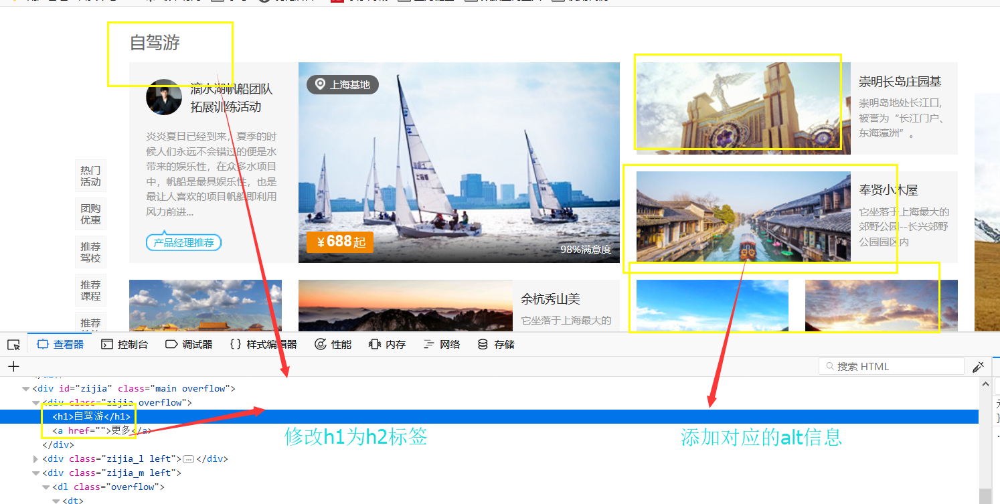 自驾游
滴水湖帆船团队
拓展训练活动
炎炎夏日已经到来，夏季的时
候人们永远不会错过的便是水
带来的娱乐性，在众多水项目
中，帆船是最具娱乐性，也是
最让人喜欢的项目帆船即利用
风力前进...
产品经理推荐
上海基地
￥688起
98%满意度
崇明长岛庄园基
崇明岛地处长江口,
被誉为“长江门户、
东海瀛洲”。
奉贤小木屋
它坐落于上海最大的
郊野公园--长兴郊野
公园园区内
热门
活动
团购
优惠
推荐
驾校
推荐
课程
推荐
余杭秀山美
它坐落于上海最大的
查看器 控制台 调试器 {} 样式编辑器 性能 内存 网络 存储
+ 搜索 HTML
<div id="zijia" class="main overflow">
<div class="zijia overflow">
<h1>自驾游</h1>
<a href="">更多</a>
</div>
<div class="zijia_l left"></div>
<div class="zijia_m left">
<dl class="overflow">
<dt>
修改h1为h2标签
添加对应的alt信息